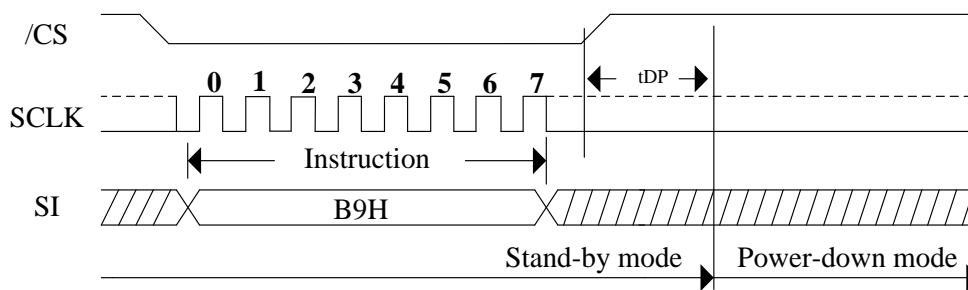 /CS
tDP
0 1 2 3 4 5 6 7
SCLK
Instruction
SI
B9H
Stand-by mode Power-down mode